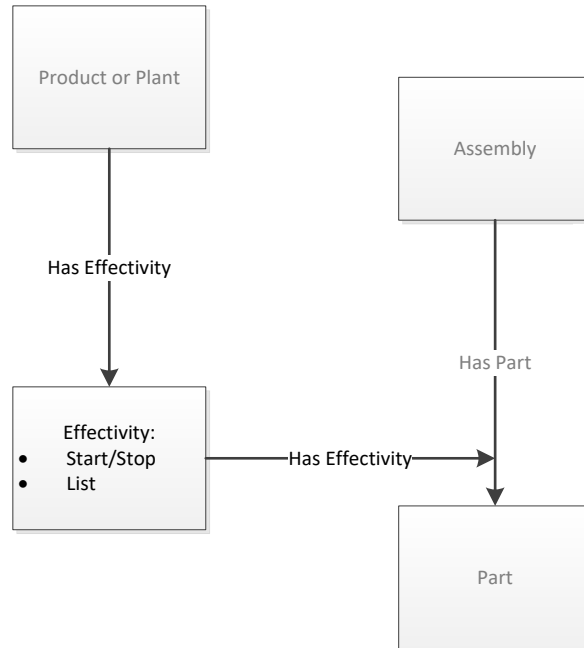 Product or Plant
Assembly
Has Effectivity
Has Part
Effectivity:
• Start/Stop
• List
Has Effectivity
Part